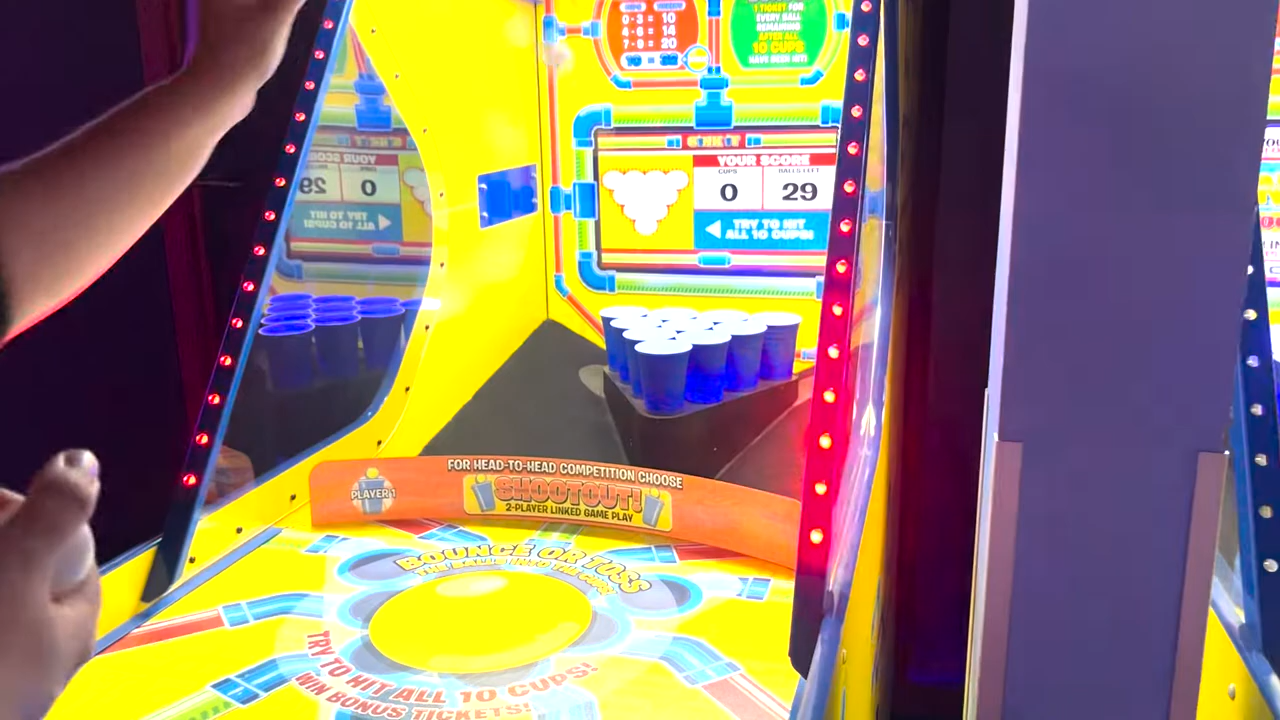 0-3 = 10
4-6 = 14
7-9 = 20
10 =
1 TICKET FOR
EVERY BALL
REMAINING
AFTER ALL
10 CUPS
HAVE BEEN HIT!
YOUR SCORE
CUPS
BALLS LEFT
0
29
TRY TO HIT
ALL 10 CUPS!
YOUR SCORE
0
29
TRY TO HIT
ALL 10 CUPS!
FOR HEAD-TO-HEAD COMPETITION CHOOSE
PLAYER 1
SHOOTOUT!
2-PLAYER LINKED GAME PLAY
BOUNCE OR TOSS
THE BALLS INTO THE CUPS
TRY TO HIT ALL 10 CUPS!
WIN BONUS TICKETS!